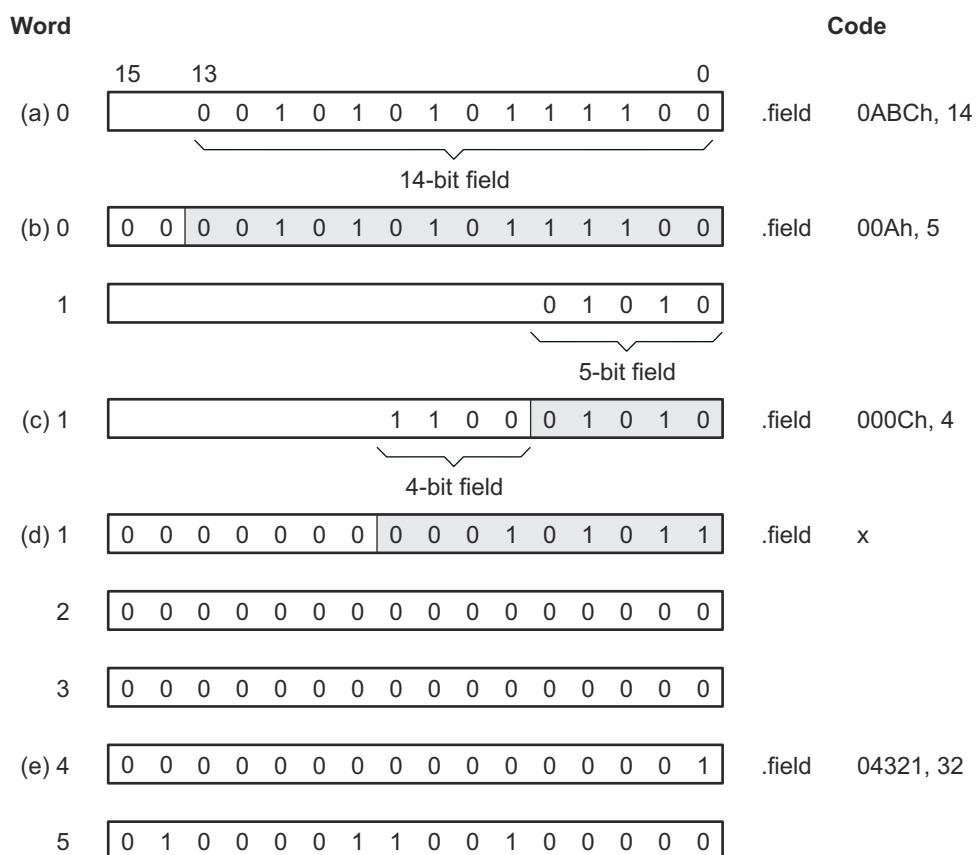 Word Code
15 13 0
(a) 0 0 0 1 0 1 0 1 0 1 1 1 1 0 0 .field 0ABCh, 14
14-bit field
(b) 0 0 0 0 0 1 0 1 0 1 0 1 1 1 1 0 0 .field 00Ah, 5
1 0 1 0 1 0
5-bit field
(c) 1 1 1 0 0 0 1 0 1 0 .field 000Ch, 4
4-bit field
(d) 1 0 0 0 0 0 0 0 0 0 0 1 0 1 0 1 1 .field x
2 0 0 0 0 0 0 0 0 0 0 0 0 0 0 0 0
3 0 0 0 0 0 0 0 0 0 0 0 0 0 0 0 0
(e) 4 0 0 0 0 0 0 0 0 0 0 0 0 0 0 0 1 .field 04321, 32
5 0 1 0 0 0 0 1 1 0 0 1 0 0 0 0 0